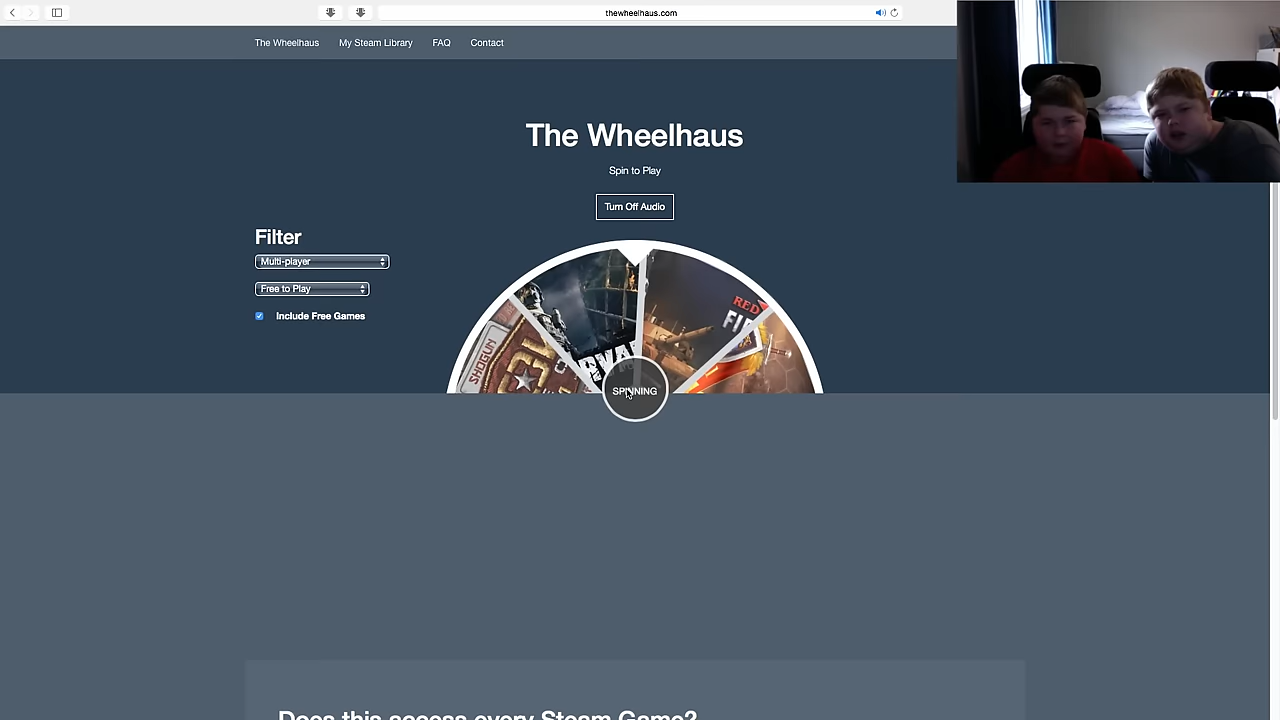 thewheelhaus.com
The Wheelhaus
My Steam Library
FAQ
Contact
The Wheelhaus
Spin to Play
Turn Off Audio
Filter
Multi-player
Free to Play
Include Free Games
SHOTGUN
RED
SPINNING
Does this access every Steam Game?